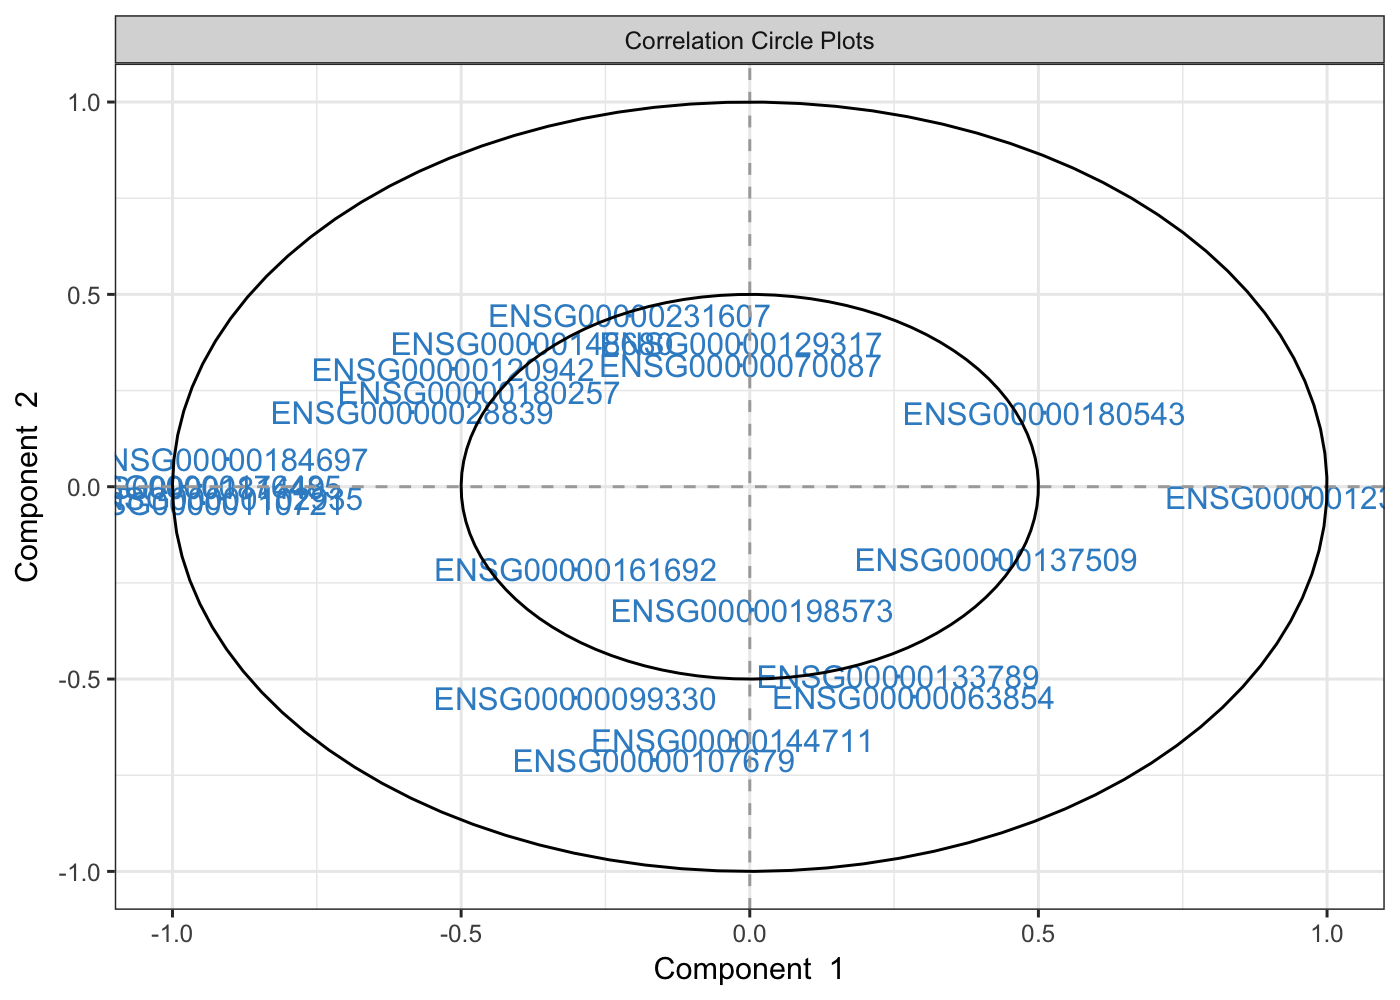 Correlation Circle Plots
1.0
0.5
0.0
-0.5
-1.0
Component 2
ENSG00000231607
ENSG00000129317
ENSG00000120942
ENSG00000070087
ENSG00000180257
ENSG00000028839
ENSG00000180543
NSG00000184697
ENSG00000123
ENSG00000137509
ENSG00000161692
ENSG00000198573
ENSG00000133789
ENSG00000063854
ENSG00000099330
ENSG00000144711
ENSG00000107679
-1.0
-0.5
0.0
0.5
1.0
Component 1